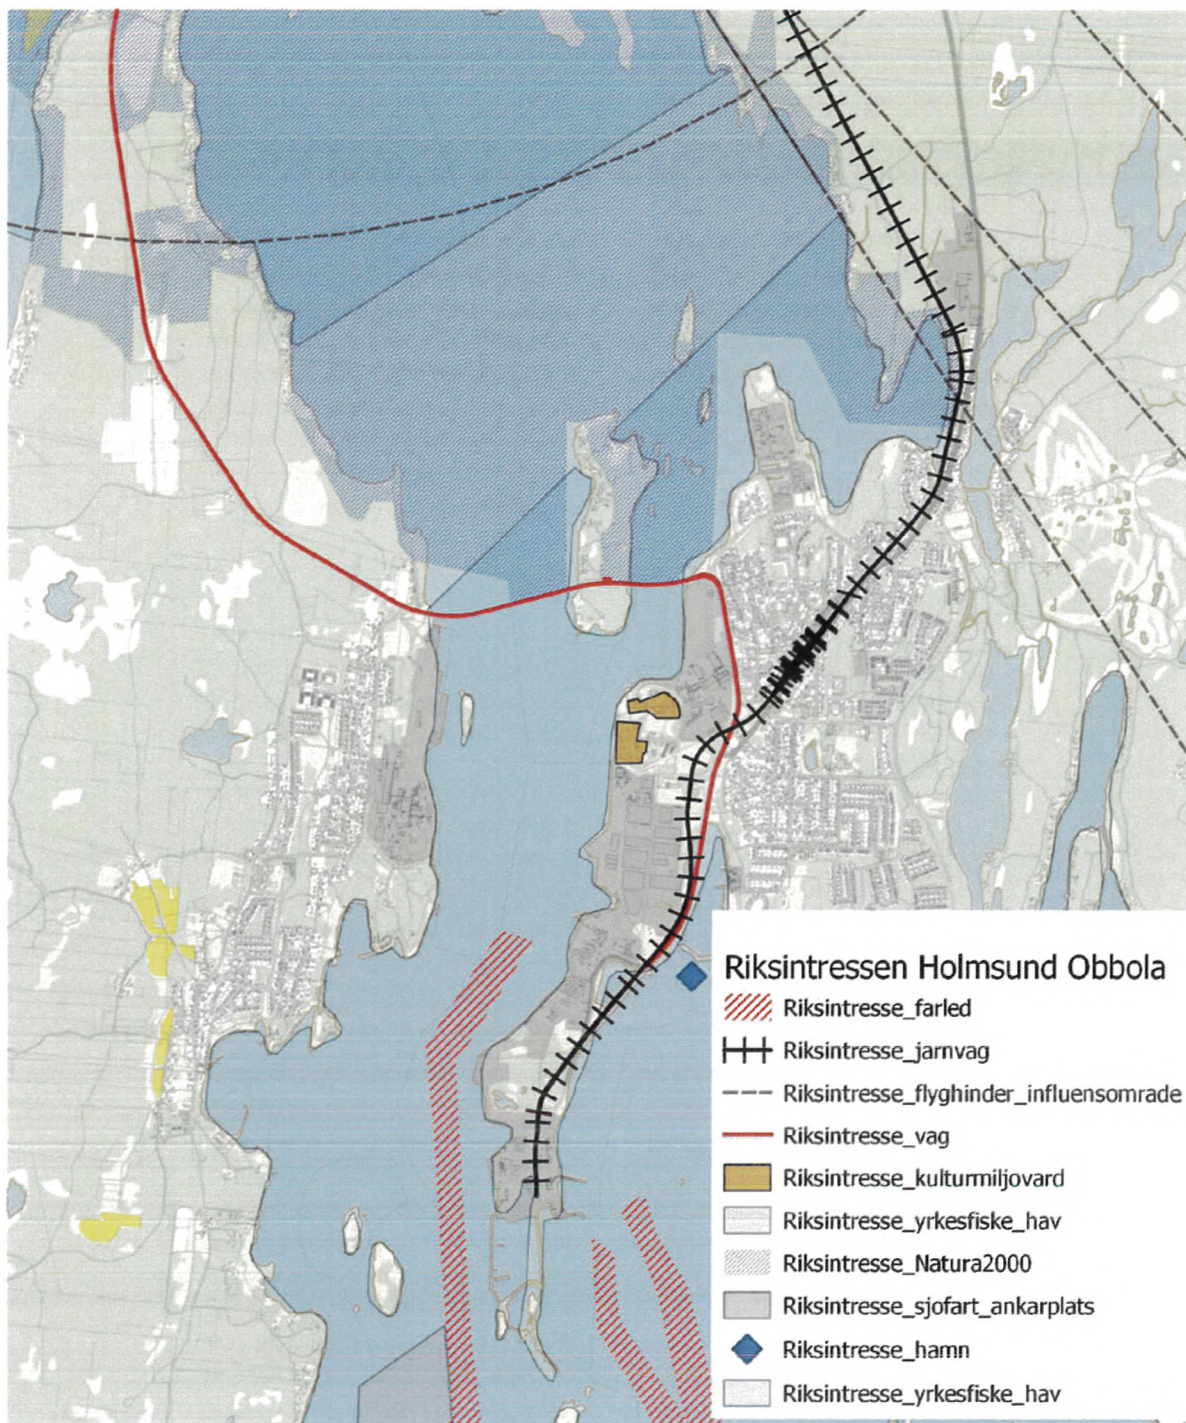 Riksintressen Holmsund Obbola
Riksintresse_farled
Riksintresse_jarnvag
Riksintresse_flyghinder_influensomrade
Riksintresse_vag
Riksintresse_kulturmiljovard
Riksintresse_yrkesfiske_hav
Riksintresse_Natura2000
Riksintresse_sjofart_ankarplats
Riksintresse_hamn
Riksintresse_yrkesfiske_hav